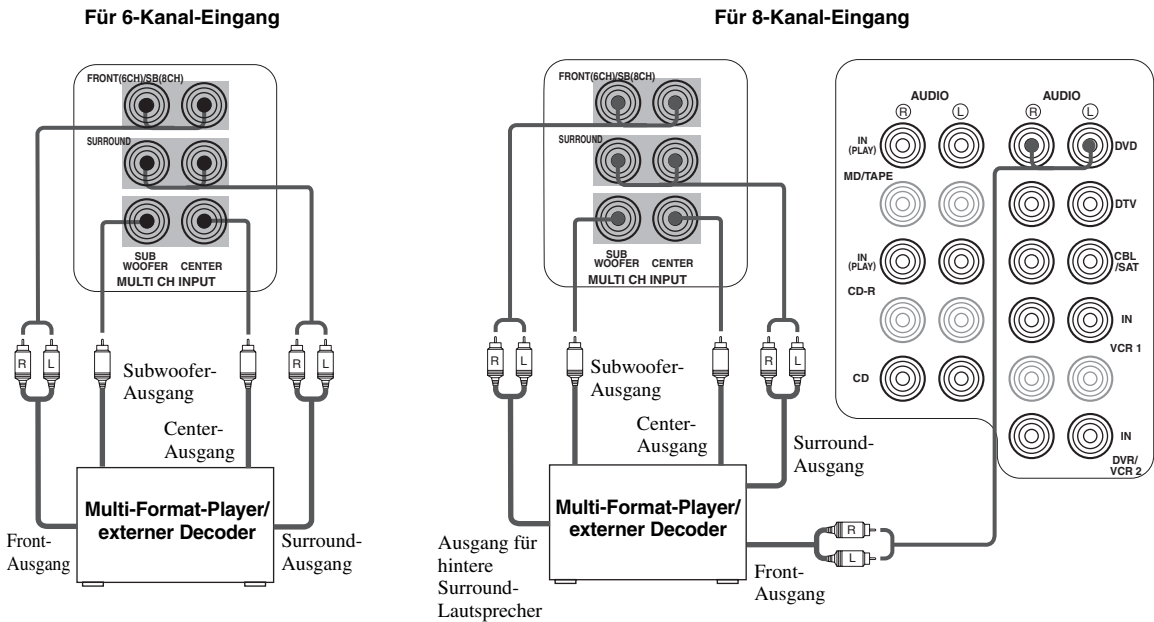 Für 6-Kanal-Eingang
FRONT(6CH)/SB(8CH)
SURROUND
SUB
WOOFER
CENTER
MULTI CH INPUT
R
L
R
L
Subwoofer-
Ausgang
Center-
Ausgang
Multi-Format-Player/
externer Decoder
Front-
Ausgang
Surround-
Ausgang
Für 8-Kanal-Eingang
FRONT(6CH)/SB(8CH)
SURROUND
SUB
WOOFER
CENTER
MULTI CH INPUT
R
L
R
L
Subwoofer-
Ausgang
Center-
Ausgang
Surround-
Ausgang
Multi-Format-Player/
externer Decoder
Ausgang für
hintere
Surround-
Lautsprecher
R
L
Front-
Ausgang
AUDIO
R
L
AUDIO
R
L
IN
(PLAY)
MD/TAPE
IN
(PLAY)
CD-R
CD
DVD
DTV
CBL
/SAT
IN
VCR 1
IN
DVR/
VCR 2